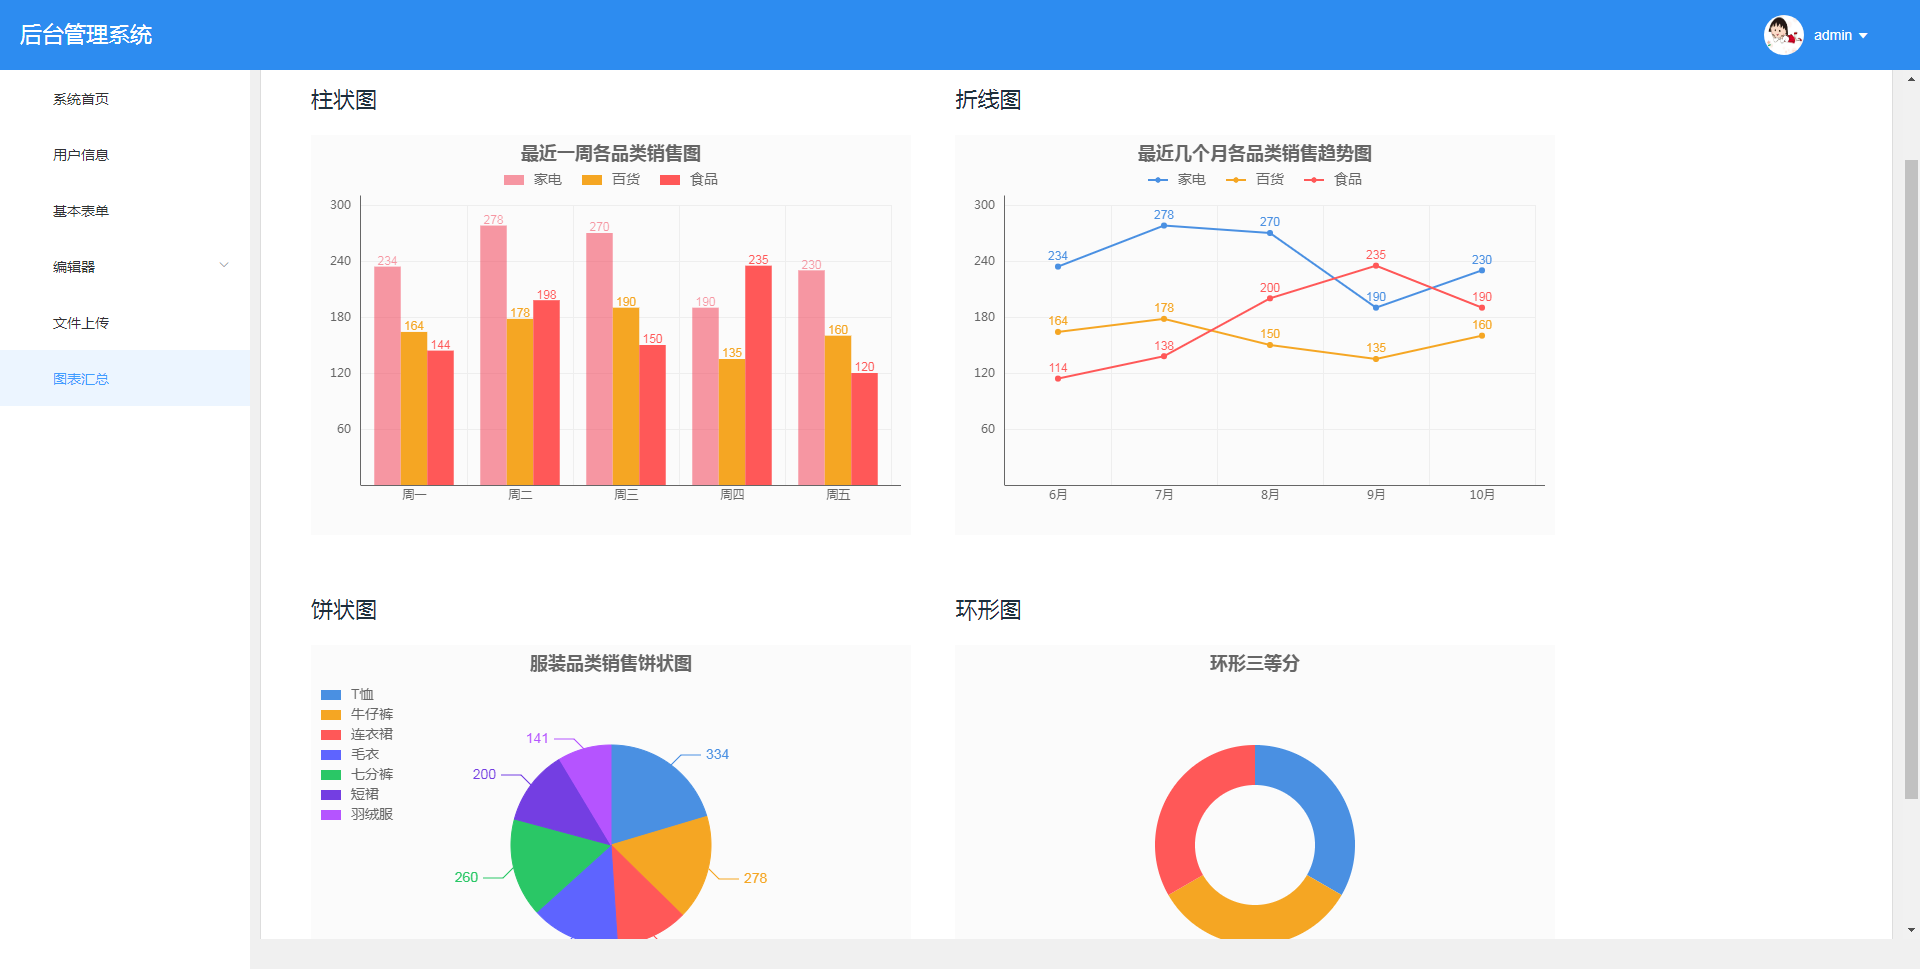 后台管理系统
admin
系统首页
用户信息
基本表单
编辑器
文件上传
图表汇总
柱状图
最近一周各品类销售图
家电 百货 食品
300
240
180
120
60
234 164 144
278 178 198
270 190 150
190 135 235
230 160 120
周一 周二 周三 周四 周五
折线图
最近几个月各品类销售趋势图
家电 百货 食品
300
240
180
120
60
234 278 270 190 230
164 178 150 135 160
114 138 200 235 190
6月 7月 8月 9月 10月
饼状图
服装品类销售饼状图
T恤
牛仔裤
连衣裙
毛衣
七分裤
短裙
羽绒服
141
334
200
260
278
环形图
环形三等分